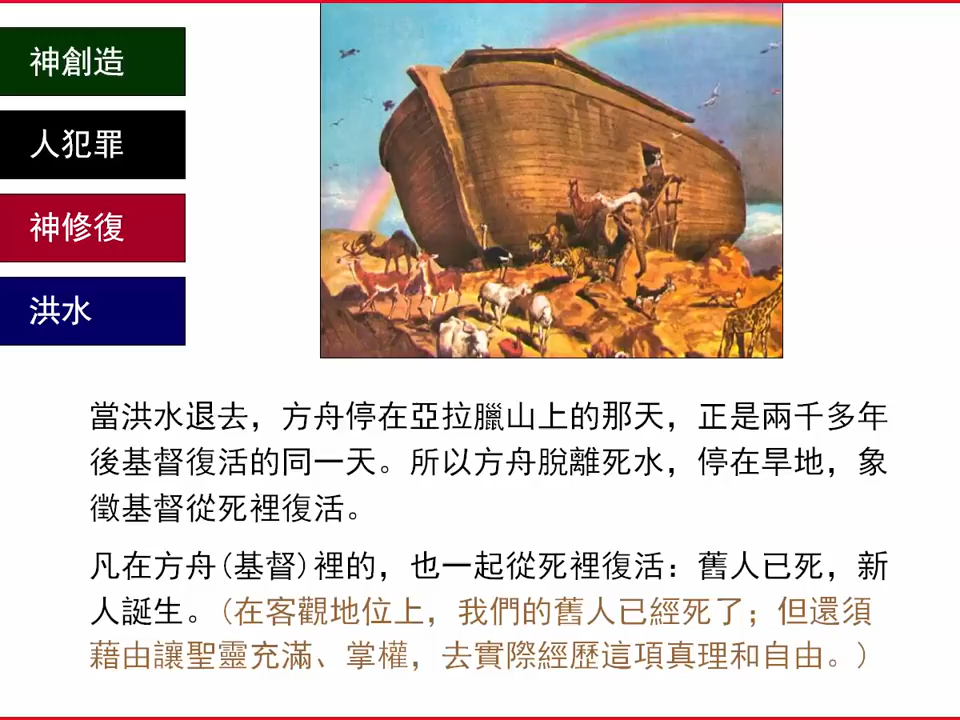 神創造
人犯罪
神修復
洪水
當洪水退去，方舟停在亞拉臘山上的那天，正是兩千多年
後基督復活的同一天。所以方舟脫離死水，停在旱地，象
徵基督從死裡復活。
凡在方舟(基督)裡的，也一起從死裡復活：舊人已死，新
人誕生。(在客觀地位上，我們的舊人已經死了；但還須
藉由讓聖靈充滿、掌權，去實際經歷這項真理和自由。)